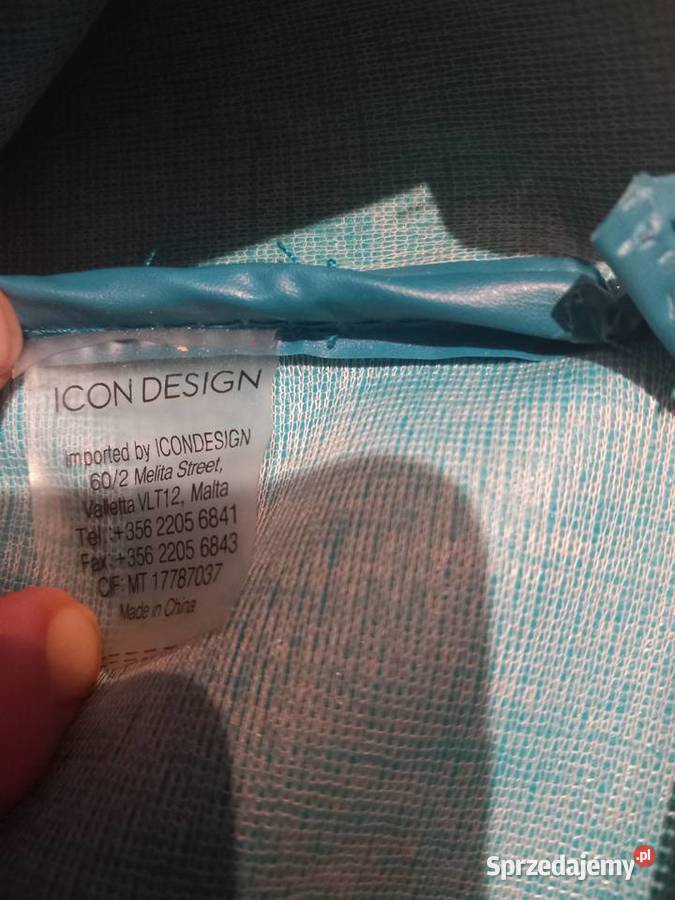 ICON DESIGN
Imported by ICONDESIGN
60/2 Melita Street,
Valletta VLT12, Malta
Tel.:+356 2205 6841
Fax: +356 2205 6843
CIF: MT 17787037
Made in China
Sprzedajemy.pl